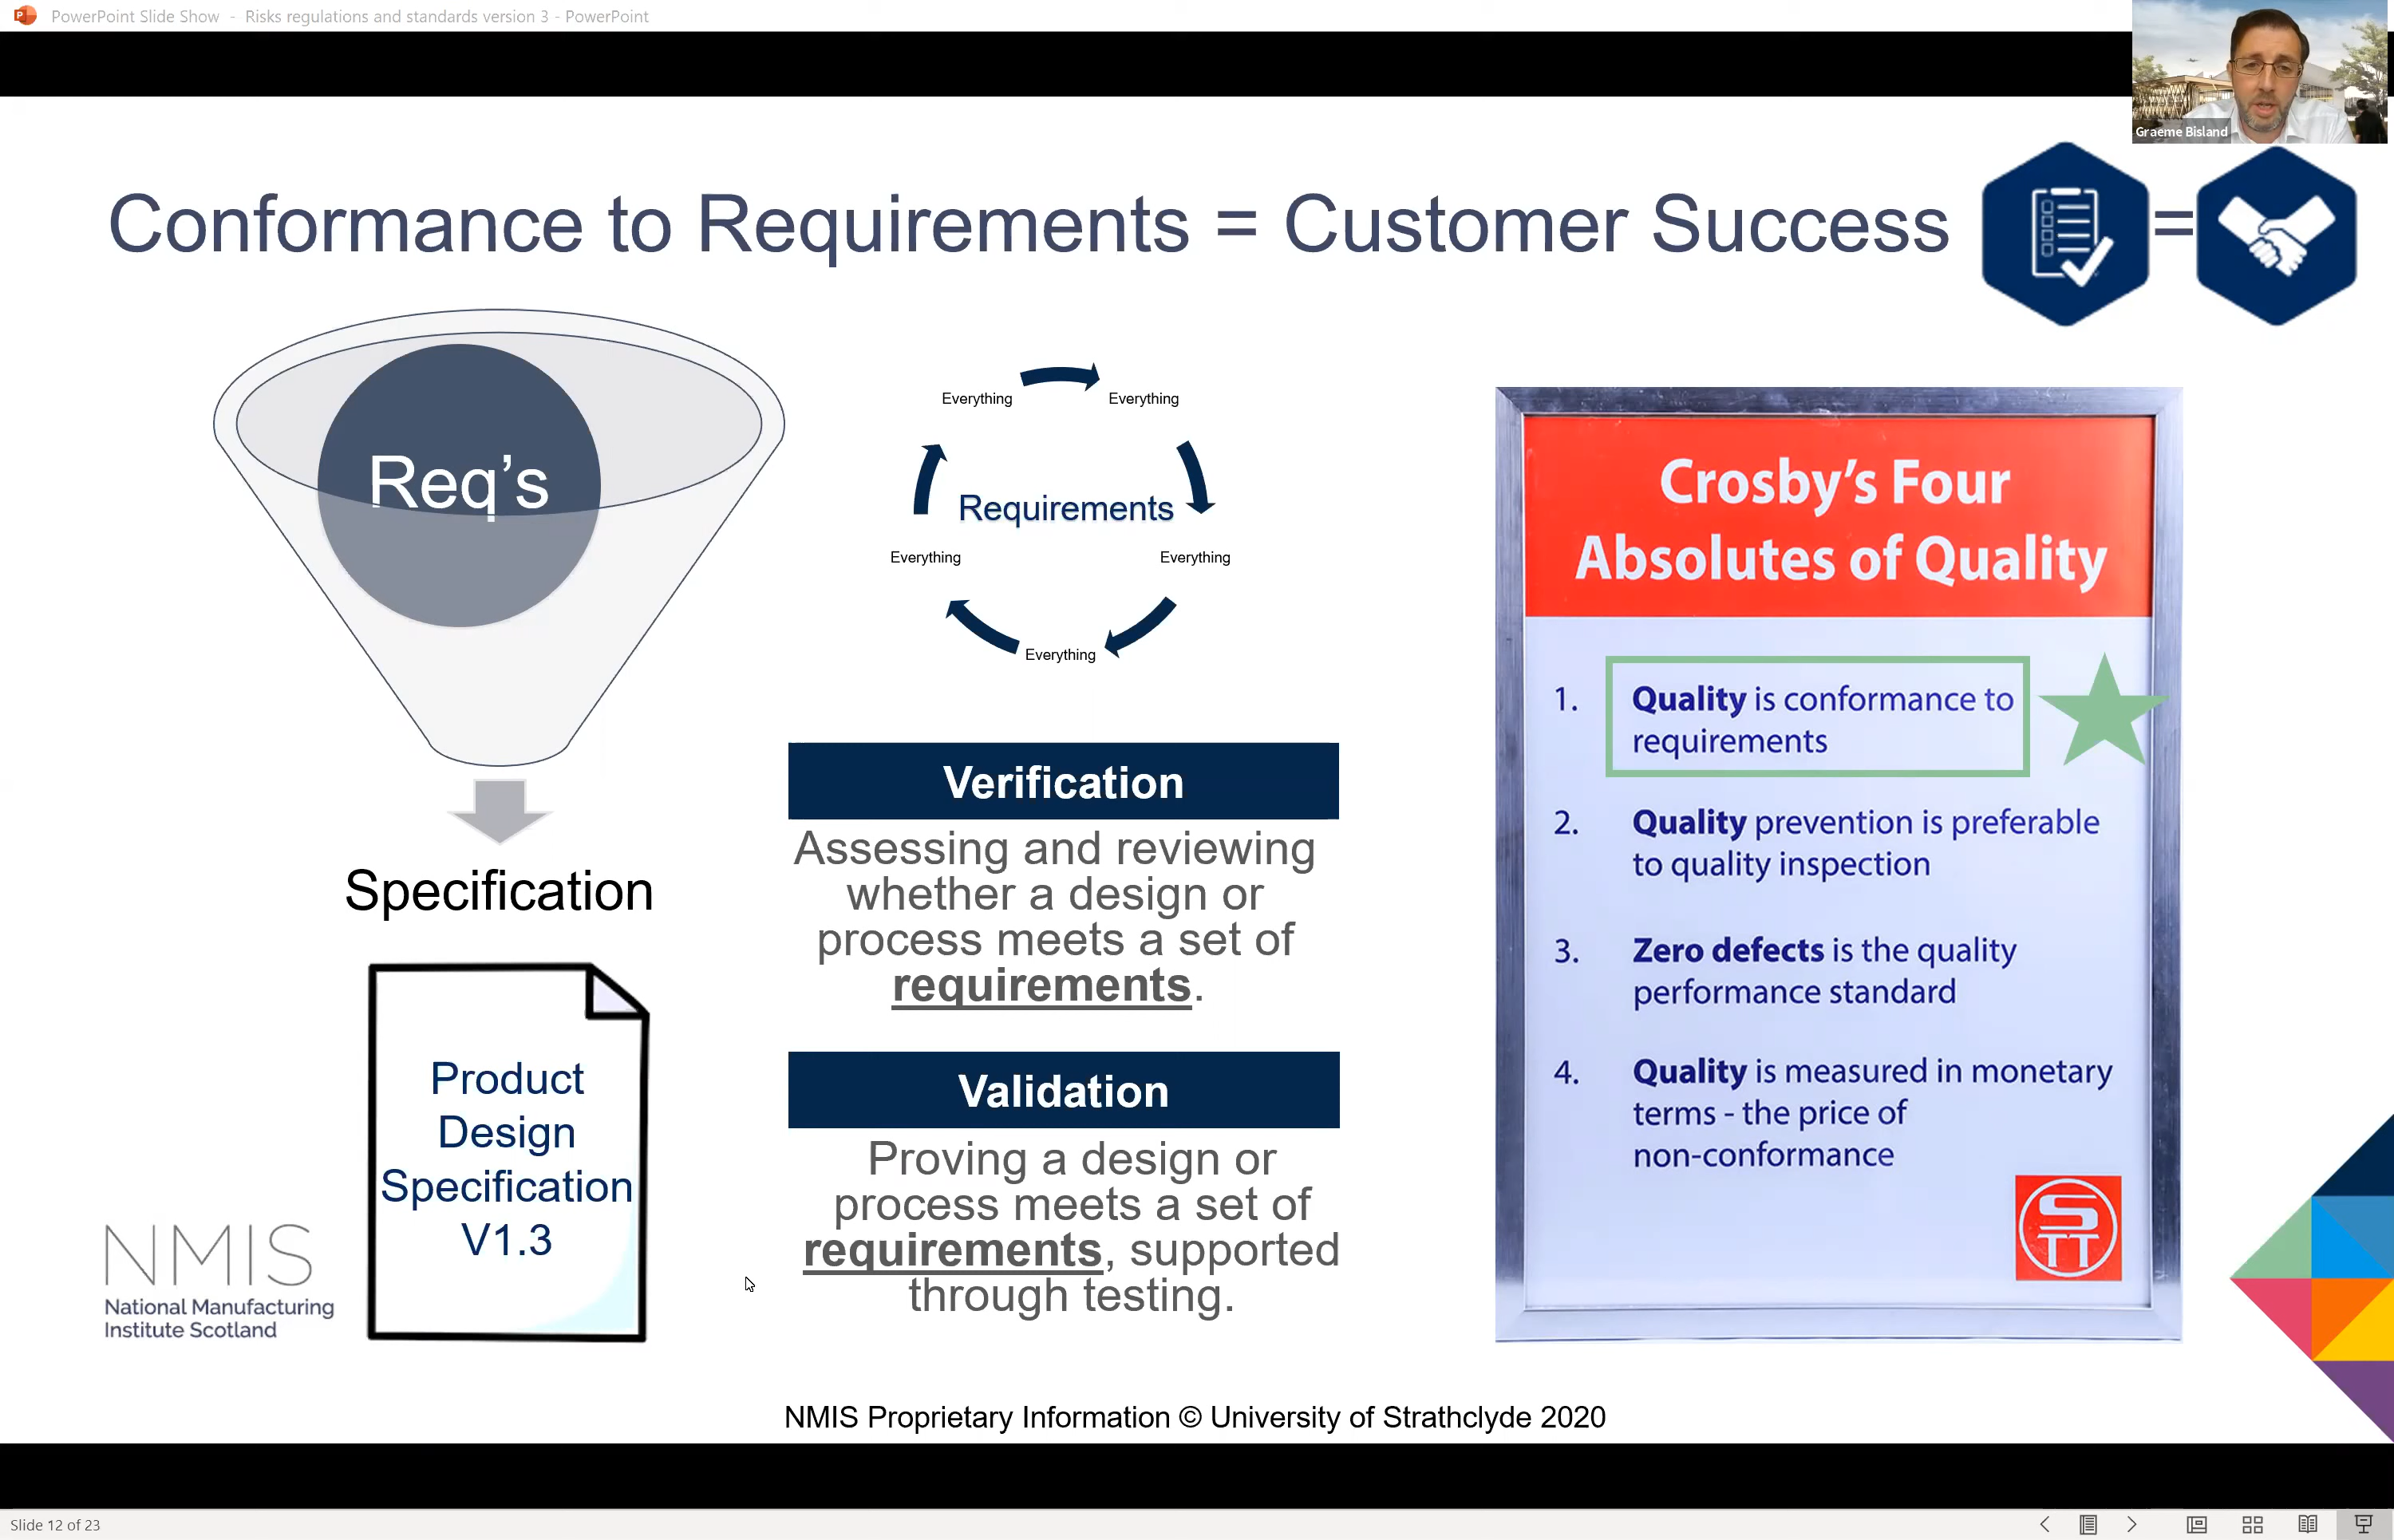 PowerPoint Slide Show - Risks regulations and standards version 3 - PowerPoint
Graeme Bisland
Conformance to Requirements = Customer Success
=
Req's
Specification
Product
Design
Specification
V1.3
NMIS
National Manufacturing
Institute Scotland
Everything
Everything
Requirements
Everything
Everything
Everything
Verification
Assessing and reviewing
whether a design or
process meets a set of
requirements.
Validation
Proving a design or
process meets a set of
requirements, supported
through testing.
Crosby's Four
Absolutes of Quality
1. Quality is conformance to
requirements
2. Quality prevention is preferable
to quality inspection
3. Zero defects is the quality
performance standard
4. Quality is measured in monetary
terms - the price of
non-conformance
STT
NMIS Proprietary Information © University of Strathclyde 2020
Slide 12 of 23